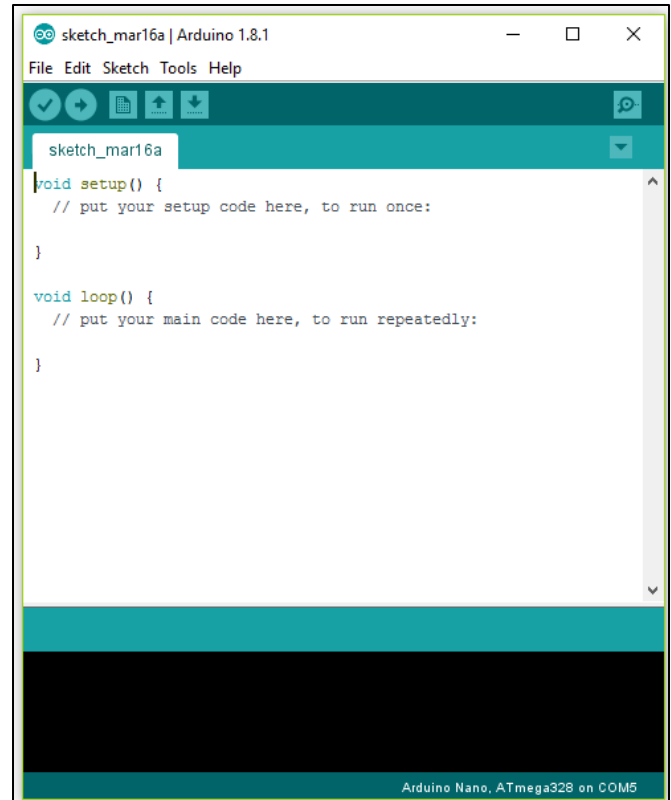 sketch_mar16a | Arduino 1.8.1
File Edit Sketch Tools Help
sketch_mar16a
void setup() {
  // put your setup code here, to run once:
}
void loop() {
  // put your main code here, to run repeatedly:
}
Arduino Nano, ATmega328 on COM5